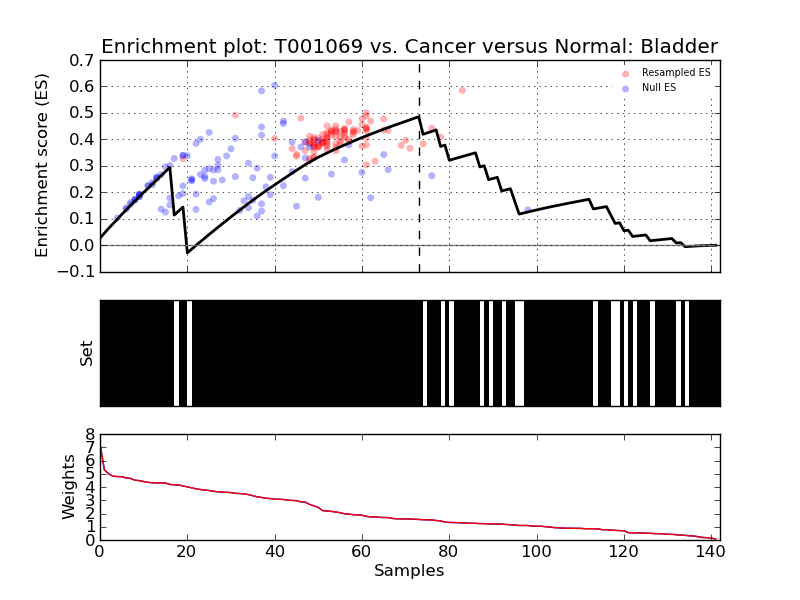 Enrichment plot: T001069 vs. Cancer versus Normal: Bladder
Enrichment score (ES)
0.7
0.6
0.5
0.4
0.3
0.2
0.1
0.0
−0.1
Resampled ES
Null ES
Set
Weights
8
7
6
5
4
3
2
1
0
0 20 40 60 80 100 120 140
Samples